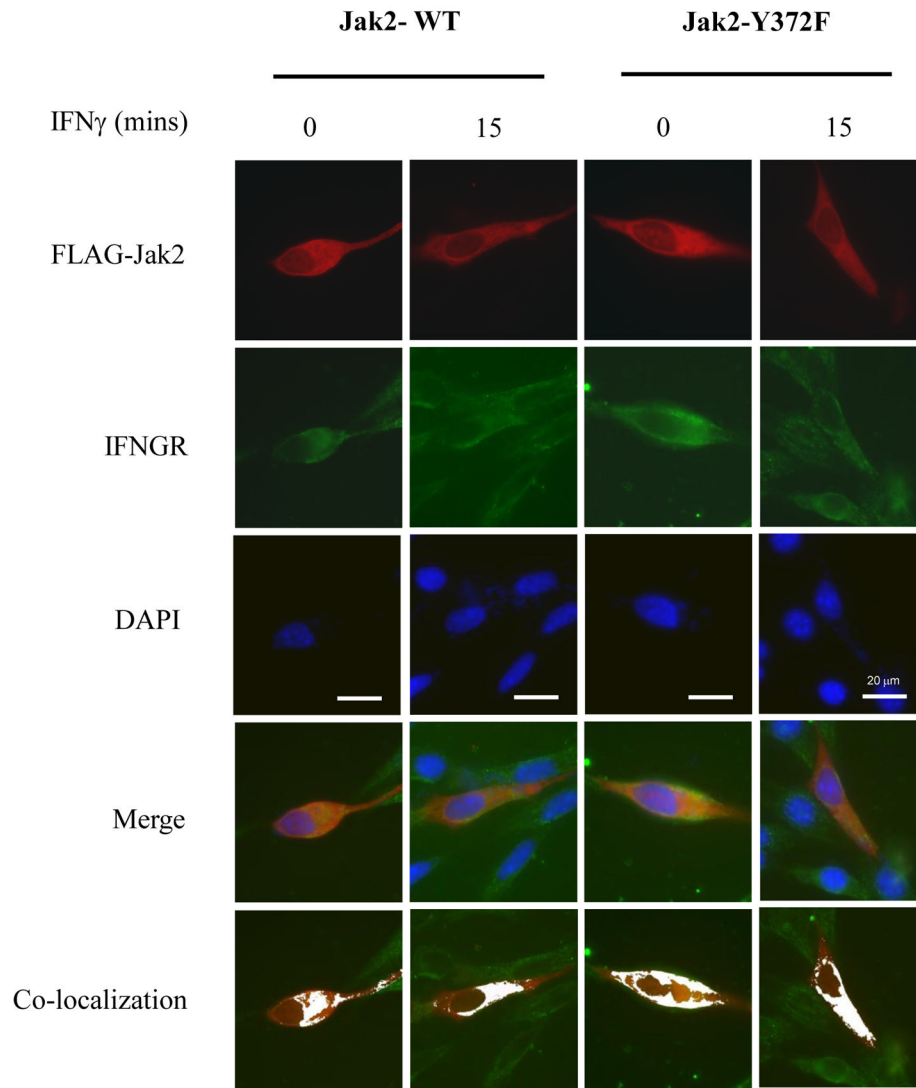 Jak2- WT Jak2-Y372F
IFNγ (mins) 0 15 0 15
FLAG-Jak2
IFNGR
DAPI
20 μm
Merge
Co-localization